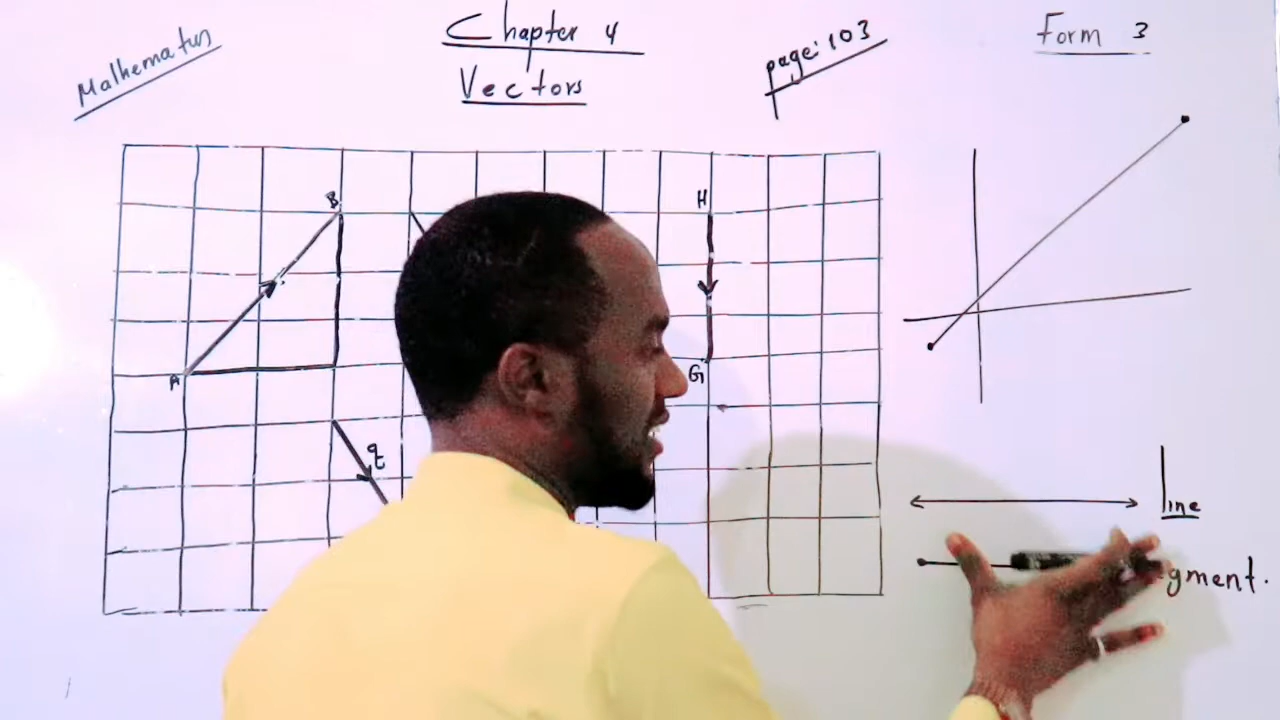 Mathematics
Chapter 4
Vectors
page: 103
Form 3
B
H
A
G
q
line
gment.